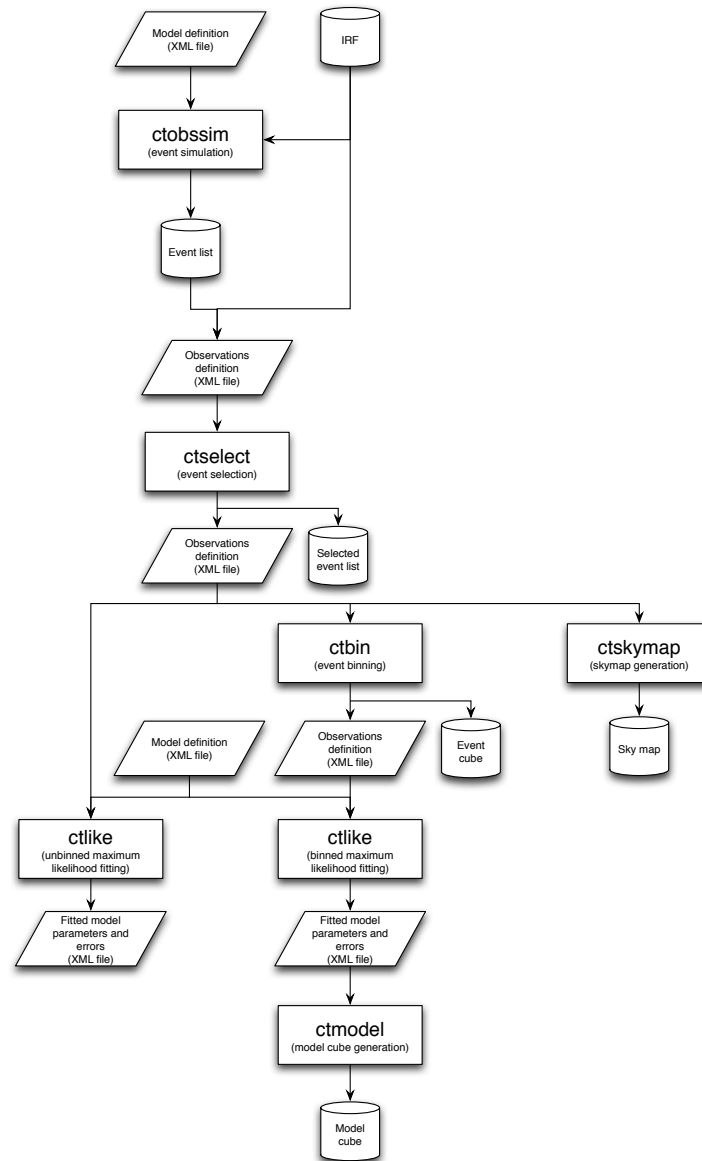 Model definition
(XML file)
IRF
ctobssim
(event simulation)
Event list
Observations
definition
(XML file)
ctselect
(event selection)
Observations
definition
(XML file)
Selected
event list
ctbin
(event binning)
ctskymap
(skymap generation)
Model definition
(XML file)
Observations
definition
(XML file)
Event
cube
Sky map
ctlike
(unbinned maximum
likelihood fitting)
ctlike
(binned maximum
likelihood fitting)
Fitted model
parameters and
errors
(XML file)
Fitted model
parameters and
errors
(XML file)
ctmodel
(model cube generation)
Model
cube